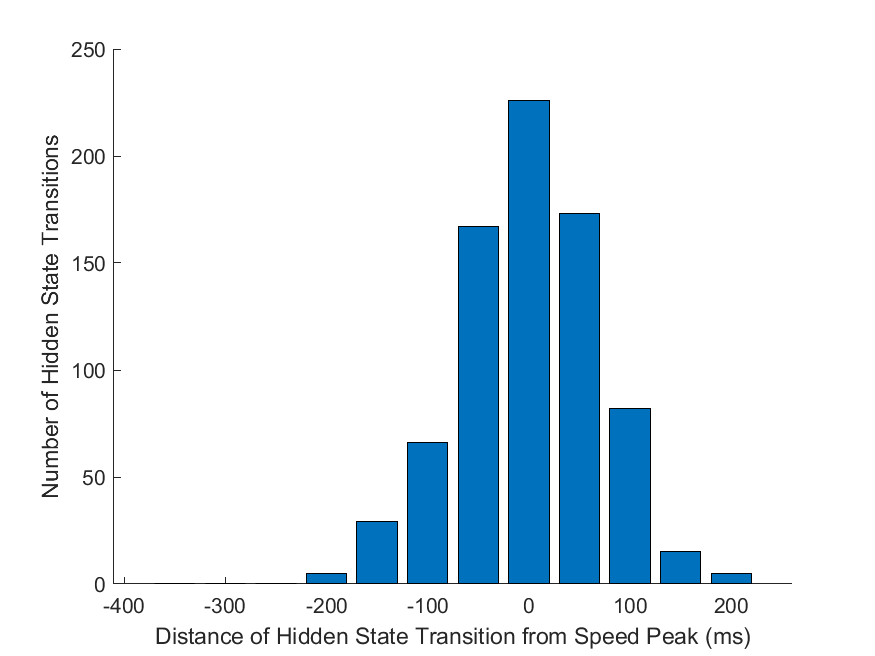 250
200
150
100
50
0
Number of Hidden State Transitions
-400 -300 -200 -100 0 100 200
Distance of Hidden State Transition from Speed Peak (ms)